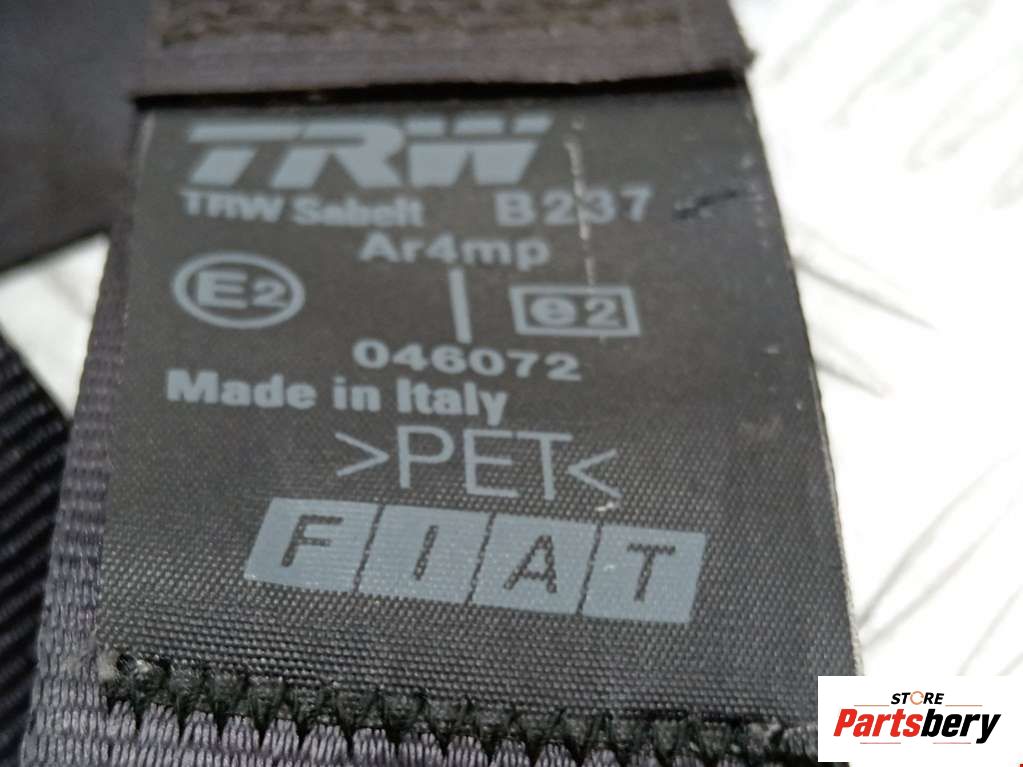 TRW
TRW Sabelt B237
Ar4mp
E2 e2
046072
Made in Italy
>PET<
FIAT
STORE
Partsbery